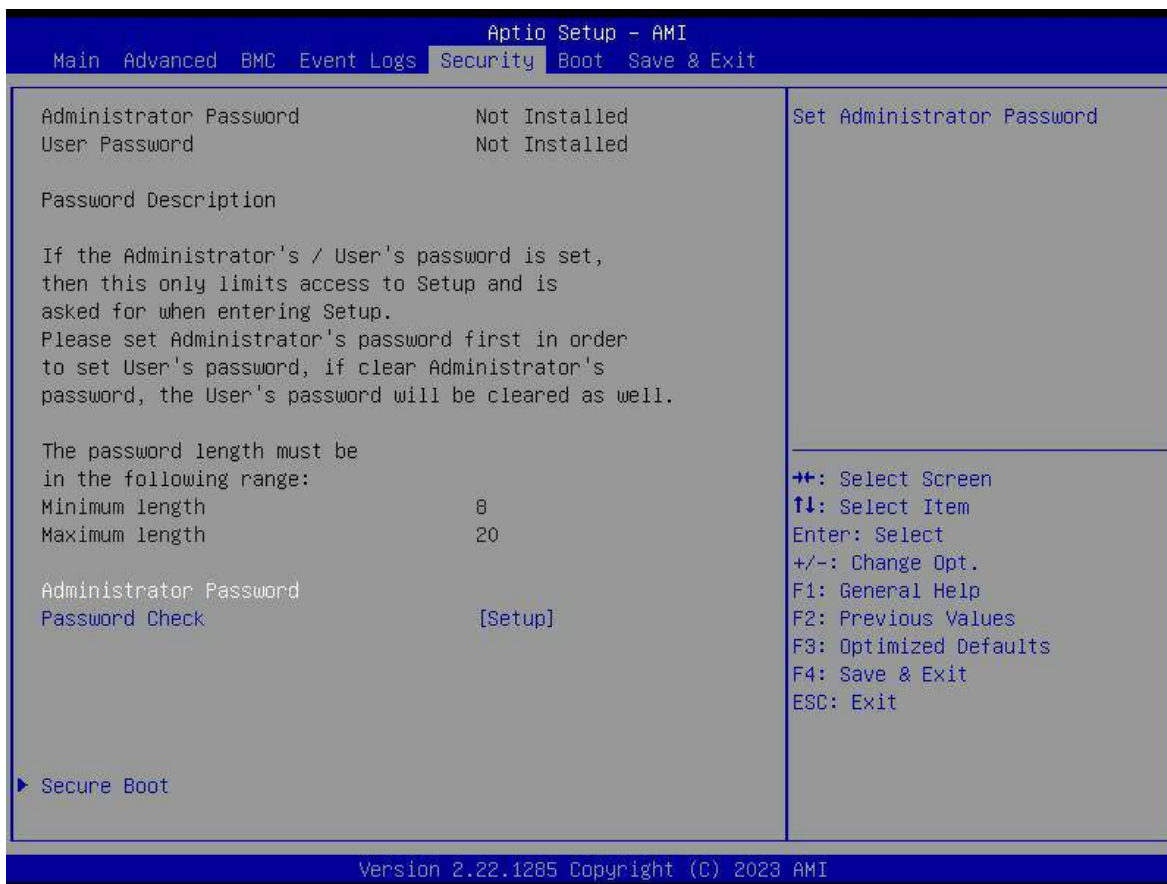 Aptio Setup – AMI
Main Advanced BMC Event Logs Security Boot Save & Exit
Administrator Password Not Installed
User Password Not Installed
Password Description
If the Administrator's / User's password is set,
then this only limits access to Setup and is
asked for when entering Setup.
Please set Administrator's password first in order
to set User's password, if clear Administrator's
password, the User's password will be cleared as well.
The password length must be
in the following range:
Minimum length 8
Maximum length 20
Administrator Password
Password Check [Setup]
▶ Secure Boot
Set Administrator Password
→←: Select Screen
↑↓: Select Item
Enter: Select
+/-: Change Opt.
F1: General Help
F2: Previous Values
F3: Optimized Defaults
F4: Save & Exit
ESC: Exit
Version 2.22.1285 Copyright (C) 2023 AMI